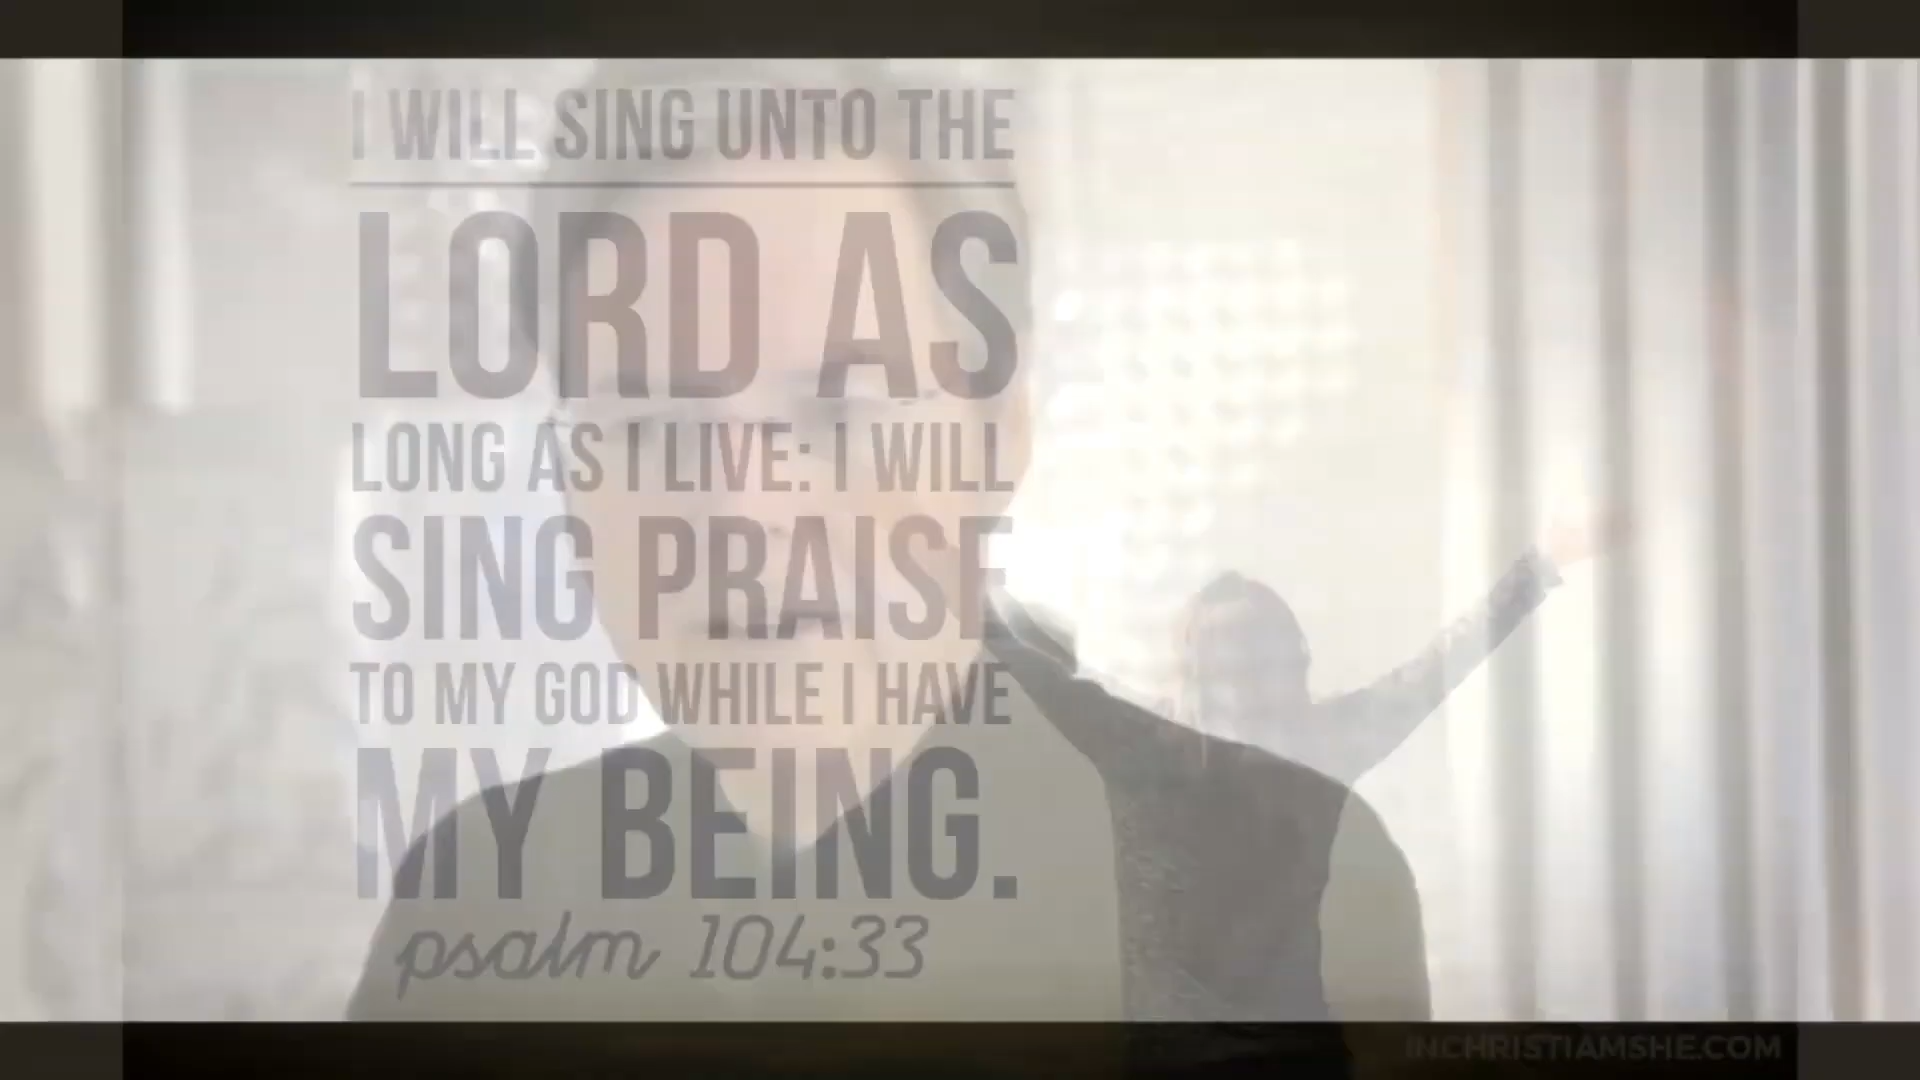 I WILL SING UNTO THE
LORD AS
LONG AS I LIVE: I WILL
SING PRAISE
TO MY GOD WHILE I HAVE
MY BEING.
psalm 104:33
INCHRISTIAMSHE.COM